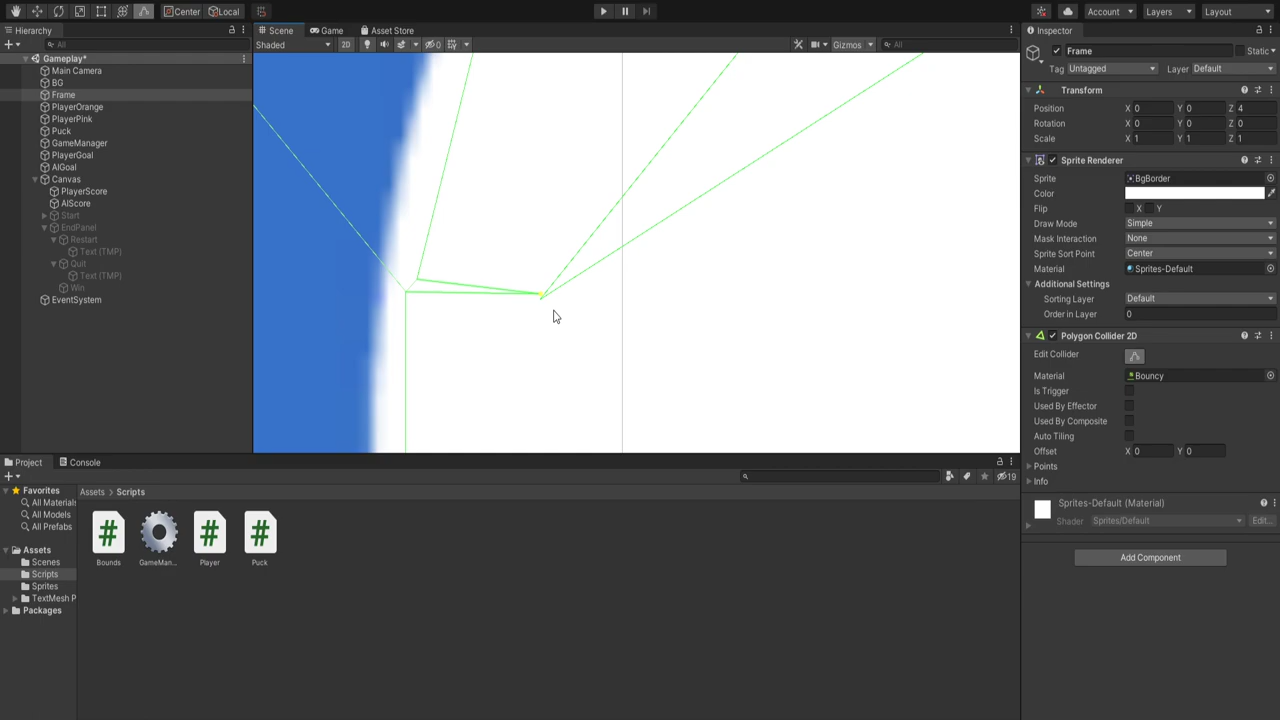 Center Local Account Layers Layout
Hierarchy Scene Game Asset Store Inspector
All Shaded 2D 0 Gizmos All Frame Static
Gameplay* Tag Untagged Layer Default
Main Camera
BG Transform
Frame
PlayerOrange Position X 0 Y 0 Z 4
PlayerPink Rotation X 0 Y 0 Z 0
Puck Scale X 1 Y 1 Z 1
GameManager
PlayerGoal Sprite Renderer
AIGoal
Canvas Sprite BgBorder
PlayerScore Color
AIScore Flip X Y
Start Draw Mode Simple
EndPanel Mask Interaction None
Restart Sprite Sort Point Center
Text (TMP) Material Sprites-Default
Quit Additional Settings
Text (TMP) Sorting Layer Default
Win Order in Layer 0
EventSystem
Polygon Collider 2D
Edit Collider
Material Bouncy
Is Trigger
Used By Effector
Used By Composite
Auto Tiling
Offset X 0 Y 0
Points
Info
Sprites-Default (Material)
Shader Sprites/Default Edit...
Add Component
Project Console
19
Favorites Assets Scripts
All Materials
All Models
All Prefabs
Assets
Scenes
Scripts
Sprites
TextMesh P
Packages
Bounds GameMan... Player Puck